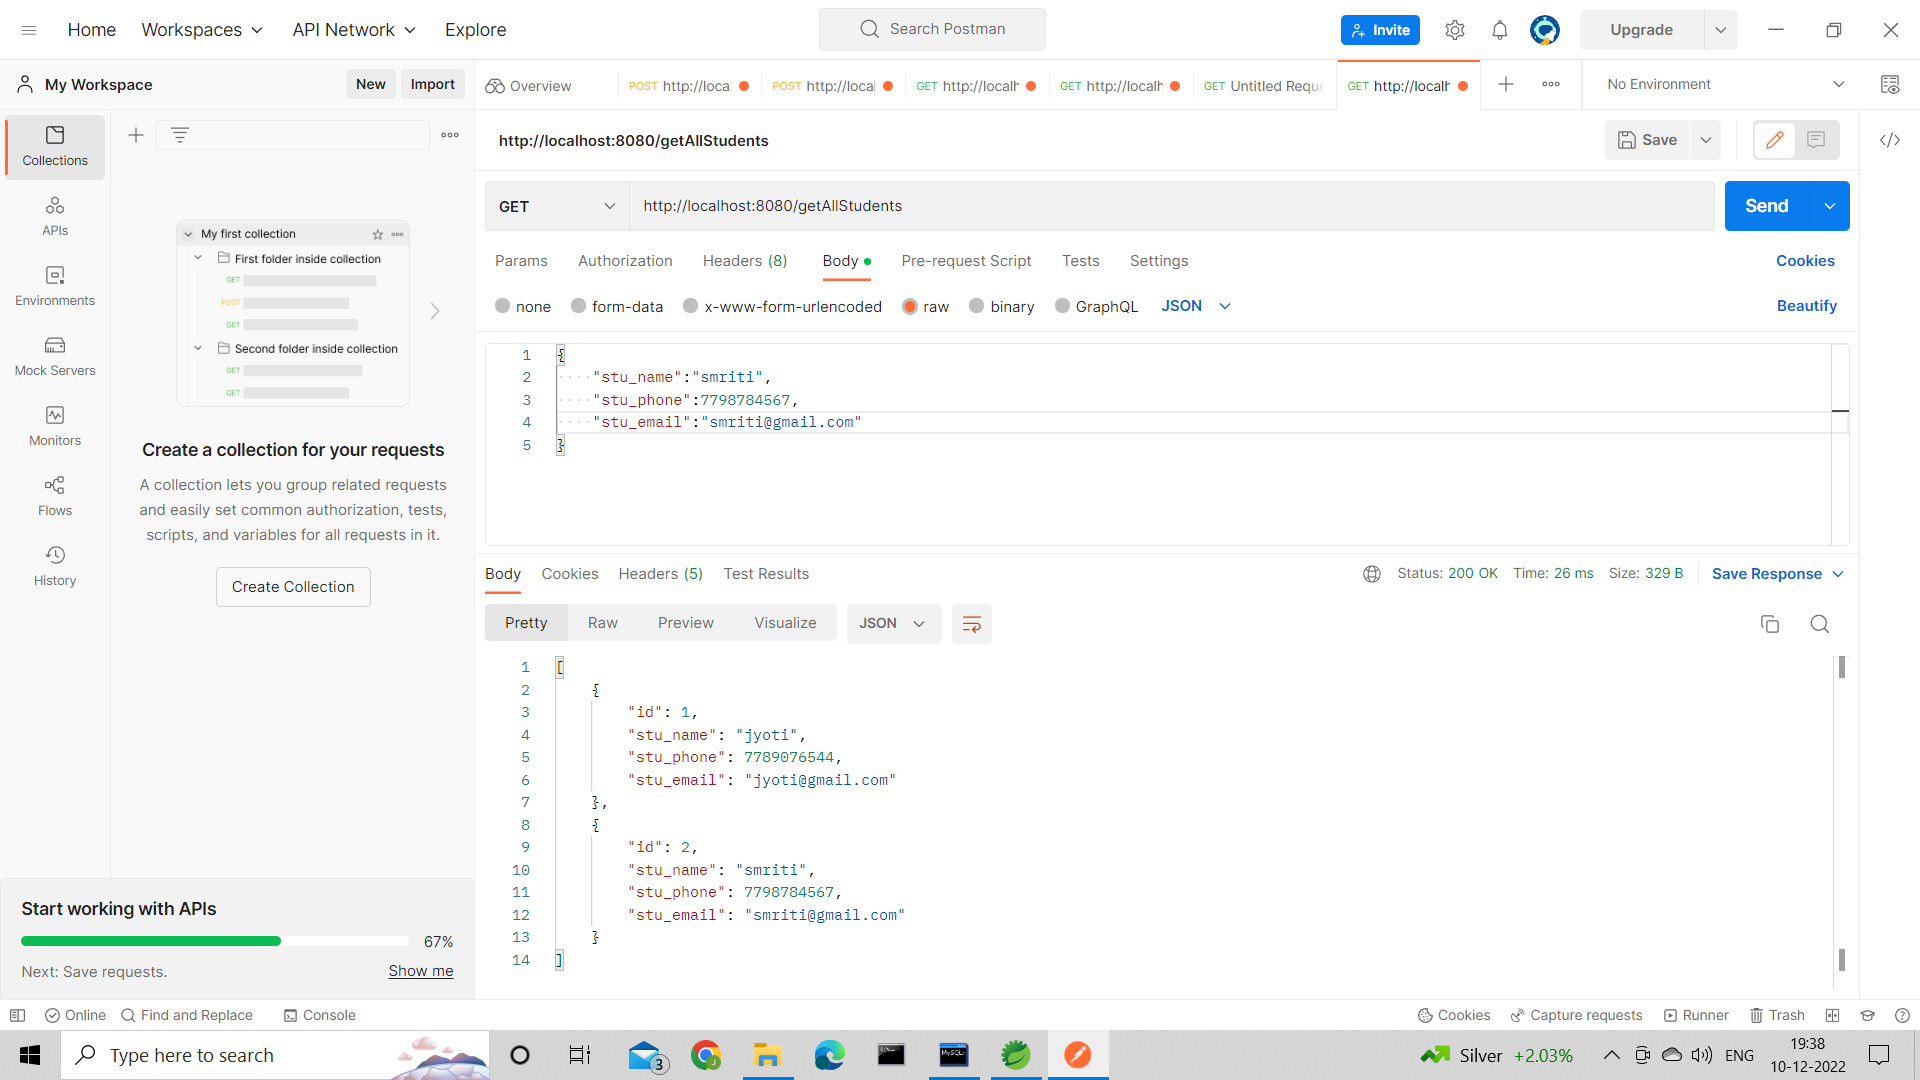 Home Workspaces API Network Explore Search Postman Invite Upgrade
My Workspace New Import Overview POST http://local POST http://local GET http://localh GET http://localh GET Untitled Reque GET http://localh No Environment
Collections
APIs
Environments
Mock Servers
Monitors
Flows
History
My first collection
First folder inside collection
GET
POST
GET
Second folder inside collection
GET
GET
Create a collection for your requests
A collection lets you group related requests
and easily set common authorization, tests,
scripts, and variables for all requests in it.
Create Collection
Start working with APIs
67%
Next: Save requests. Show me
http://localhost:8080/getAllStudents Save
GET http://localhost:8080/getAllStudents Send
Params Authorization Headers (8) Body Pre-request Script Tests Settings Cookies
none form-data x-www-form-urlencoded raw binary GraphQL JSON Beautify
1 {
2 "stu_name":"smriti",
3 "stu_phone":7798784567,
4 "stu_email":"smriti@gmail.com"
5 }
Body Cookies Headers (5) Test Results Status: 200 OK Time: 26 ms Size: 329 B Save Response
Pretty Raw Preview Visualize JSON
1 [
2 {
3 "id": 1,
4 "stu_name": "jyoti",
5 "stu_phone": 7789076544,
6 "stu_email": "jyoti@gmail.com"
7 },
8 {
9 "id": 2,
10 "stu_name": "smriti",
11 "stu_phone": 7798784567,
12 "stu_email": "smriti@gmail.com"
13 }
14 ]
Online Find and Replace Console Cookies Capture requests Runner Trash
Type here to search 3 Silver +2.03% ENG 19:38
10-12-2022